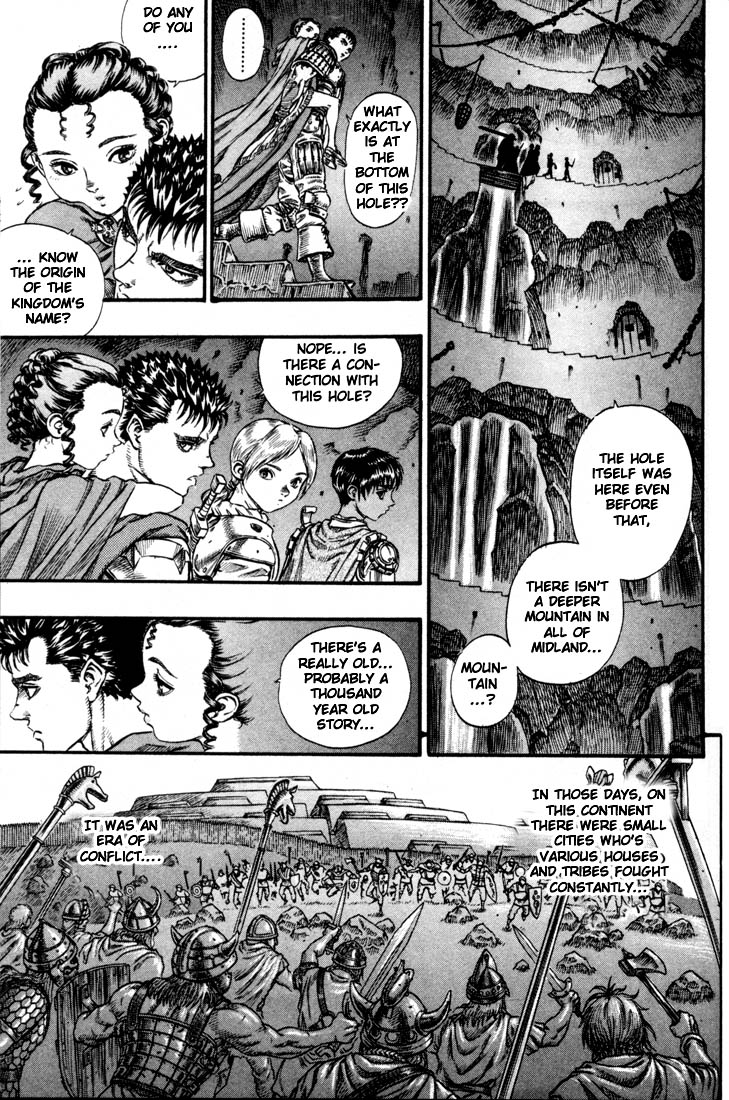 THE HOLE
ITSELF WAS
HERE EVEN
BEFORE
THAT,
THERE ISN'T
A DEEPER
MOUNTAIN IN
ALL OF
MIDLAND...
MOUN-
TAIN
...?
WHAT
EXACTLY
IS AT
THE
BOTTOM
OF THIS
HOLE??
.........
DO ANY
OF YOU
....
... KNOW
THE ORIGIN
OF THE
KINGDOM'S
NAME?
NOPE... IS
THERE A CON-
NECTION WITH
THIS HOLE?
THERE'S A
REALLY OLD...
PROBABLY A
THOUSAND
YEAR OLD
STORY...
IN THOSE DAYS, ON
THIS CONTINENT
THERE WERE SMALL
CITIES WHO'S
VARIOUS HOUSES
AND TRIBES FOUGHT
CONSTANTLY...
IT WAS AN
ERA OF
CONFLICT....